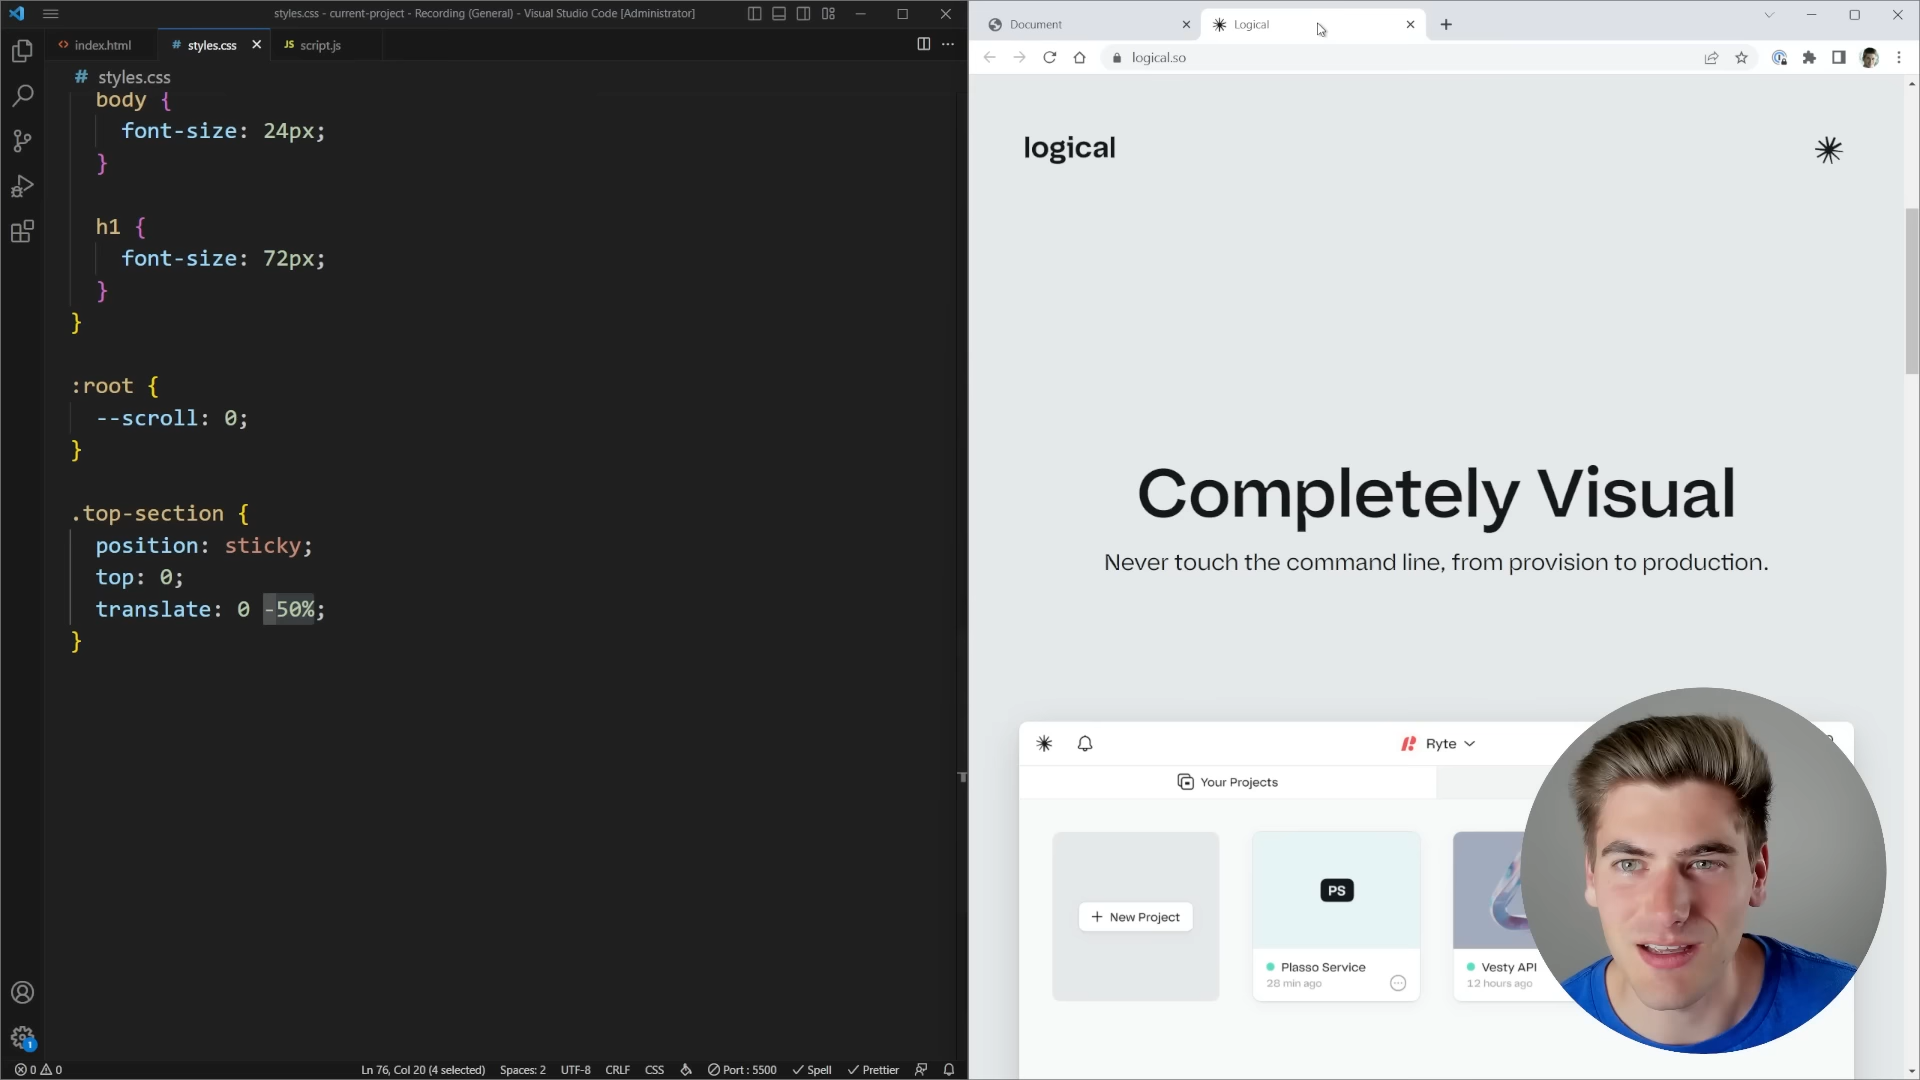 styles.css - current-project - Recording (General) - Visual Studio Code [Administrator]
index.html
# styles.css
JS script.js
# styles.css
body {
font-size: 24px;
}
h1 {
font-size: 72px;
}
}
:root {
--scroll: 0;
}
.top-section {
position: sticky;
top: 0;
translate: 0 -50%;
}
1
0 0
Ln 76, Col 20 (4 selected)
Spaces: 2
UTF-8
CRLF
CSS
Port : 5500
Spell
Prettier
Document
Logical
logical.so
logical
Completely Visual
Never touch the command line, from provision to production.
Ryte
Your Projects
+ New Project
PS
Plasso Service
28 min ago
Vesty API
12 hours ago